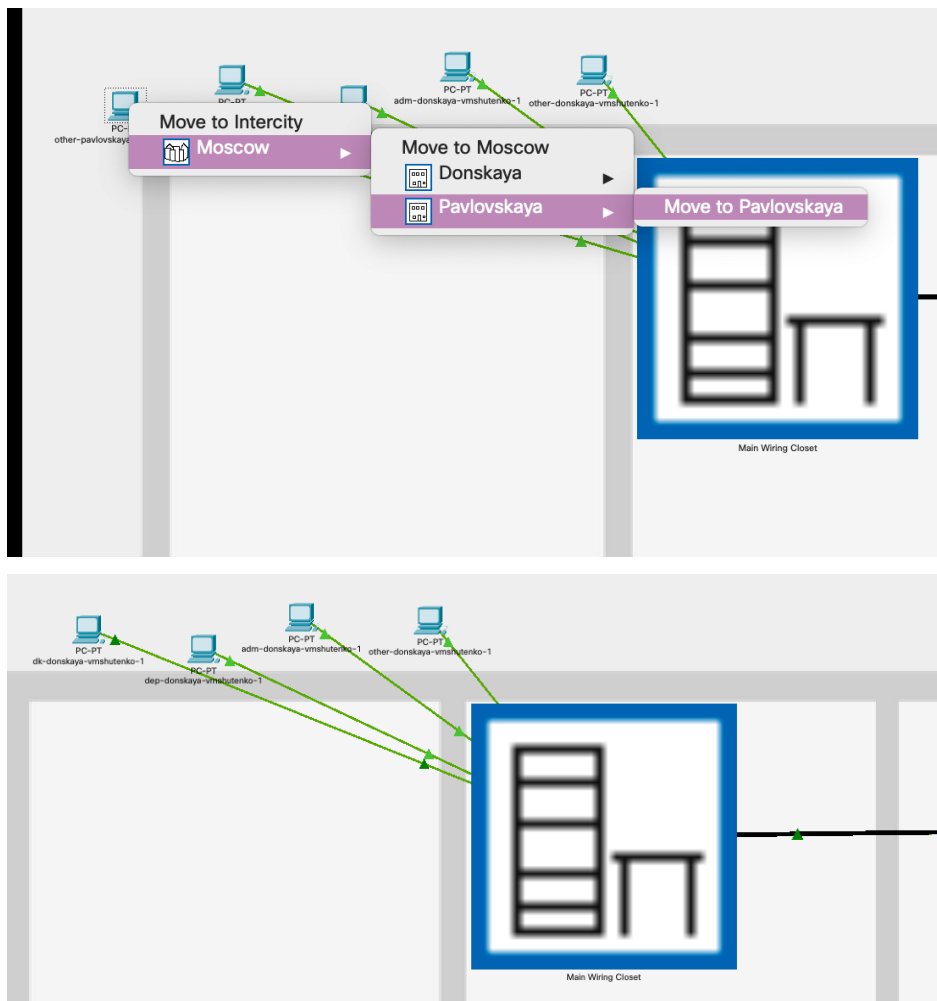 PC-PT
adm-donskaya-vmshutenko-1
PC-PT
other-donskaya-vmshutenko-1
PC-PT
other-pavlovskaya
Move to Intercity
Moscow
Move to Moscow
Donskaya
Pavlovskaya
Move to Pavlovskaya
Main Wiring Closet
PC-PT
dk-donskaya-vmshutenko-1
PC-PT
dep-donskaya-vmshutenko-1
PC-PT
adm-donskaya-vmshutenko-1
PC-PT
other-donskaya-vmshutenko-1
Main Wiring Closet